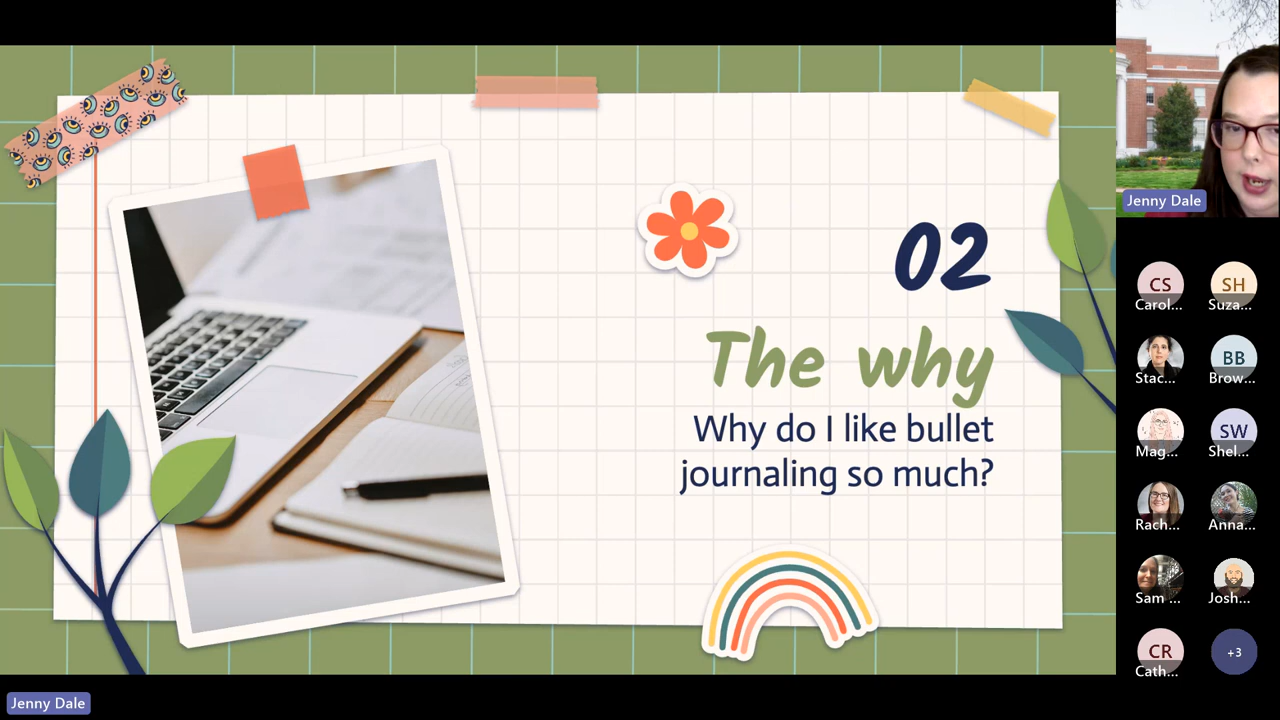 02
The why
Why do I like bullet
journaling so much?
Jenny Dale
CS
Carol...
SH
Suza...
Stac...
BB
Brow...
Mag...
SW
Shel...
Rach...
Anna...
Sam ...
Josh...
CR
Cath...
+3
Jenny Dale